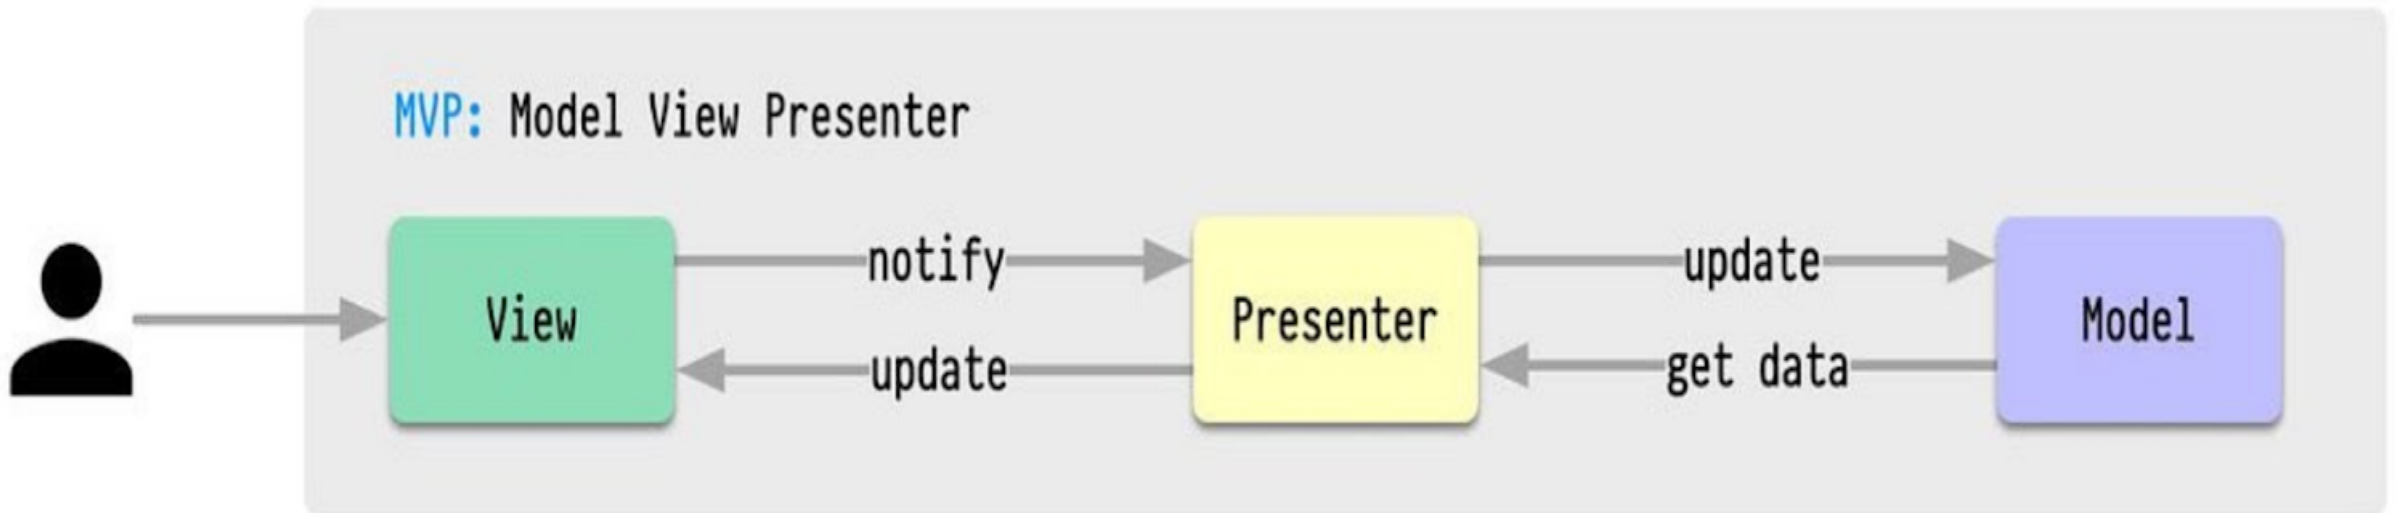 MVP: Model View Presenter
notify
update
View
Presenter
Model
update
get data